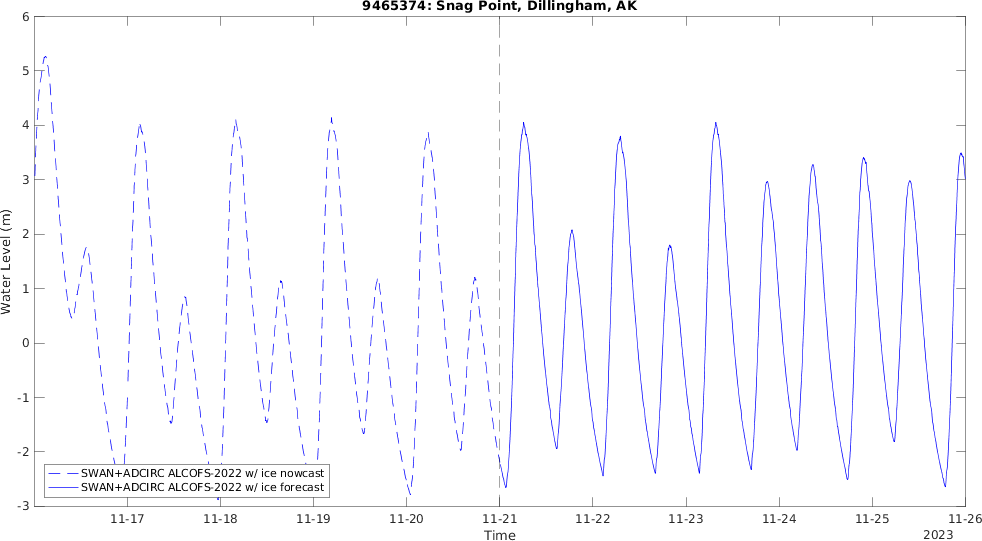 9465374: Snag Point, Dillingham, AK
6
5
4
3
2
1
0
-1
-2
-3
Water Level (m)
SWAN+ADCIRC ALCOFS-2022 w/ ice nowcast
SWAN+ADCIRC ALCOFS-2022 w/ ice forecast
11-17 11-18 11-19 11-20 11-21 11-22 11-23 11-24 11-25 11-26
Time
2023